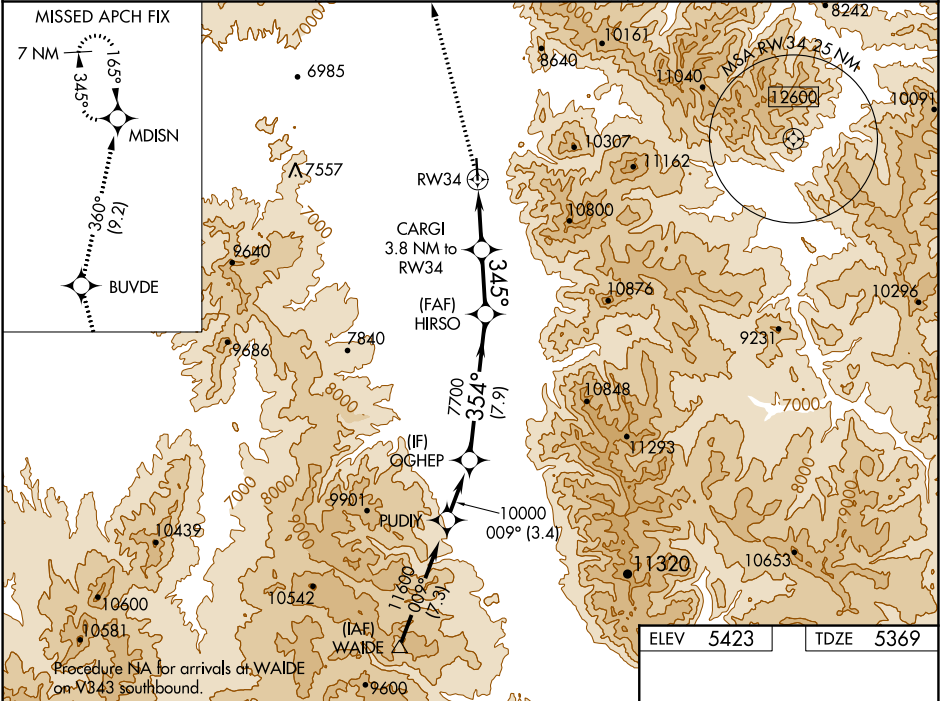 MISSED APCH FIX
7 NM
165°
345°
MDISN
360°
(9.2)
BUVDE
6985
7557
7000
9640
9686
7840
8000
8242
10161
8640
11040
MSA RW34 25 NM
12600
10091
10307
11162
RW34
10800
CARGI
3.8 NM to
RW34
345°
(FAF)
HIRSO
10876
10296
9231
7700
354°
(7.9)
10848
7000
11293
(IF)
OGHEP
7000
8000
9901
PUDIY
10000
009° (3.4)
8000
9000
10439
10653
11320
10542
11600
009°
(7.3)
10600
10581
(IAF)
WAIDE
Procedure NA for arrivals at WAIDE
on V343 southbound.
9600
ELEV 5423
TDZE 5369